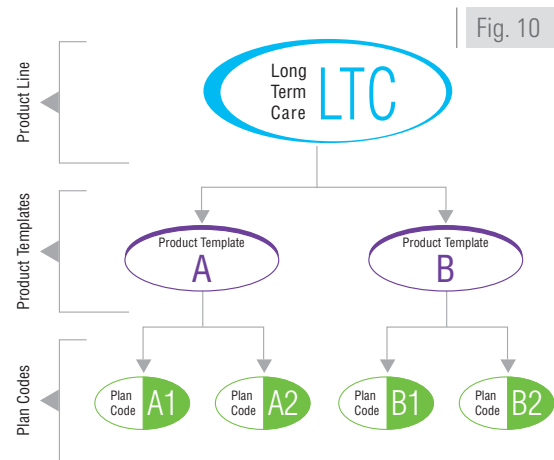 Fig. 10
Product Line
Long
Term
Care
LTC
Product Templates
Product Template
A
Product Template
B
Plan Codes
Plan
Code
A1
Plan
Code
A2
Plan
Code
B1
Plan
Code
B2